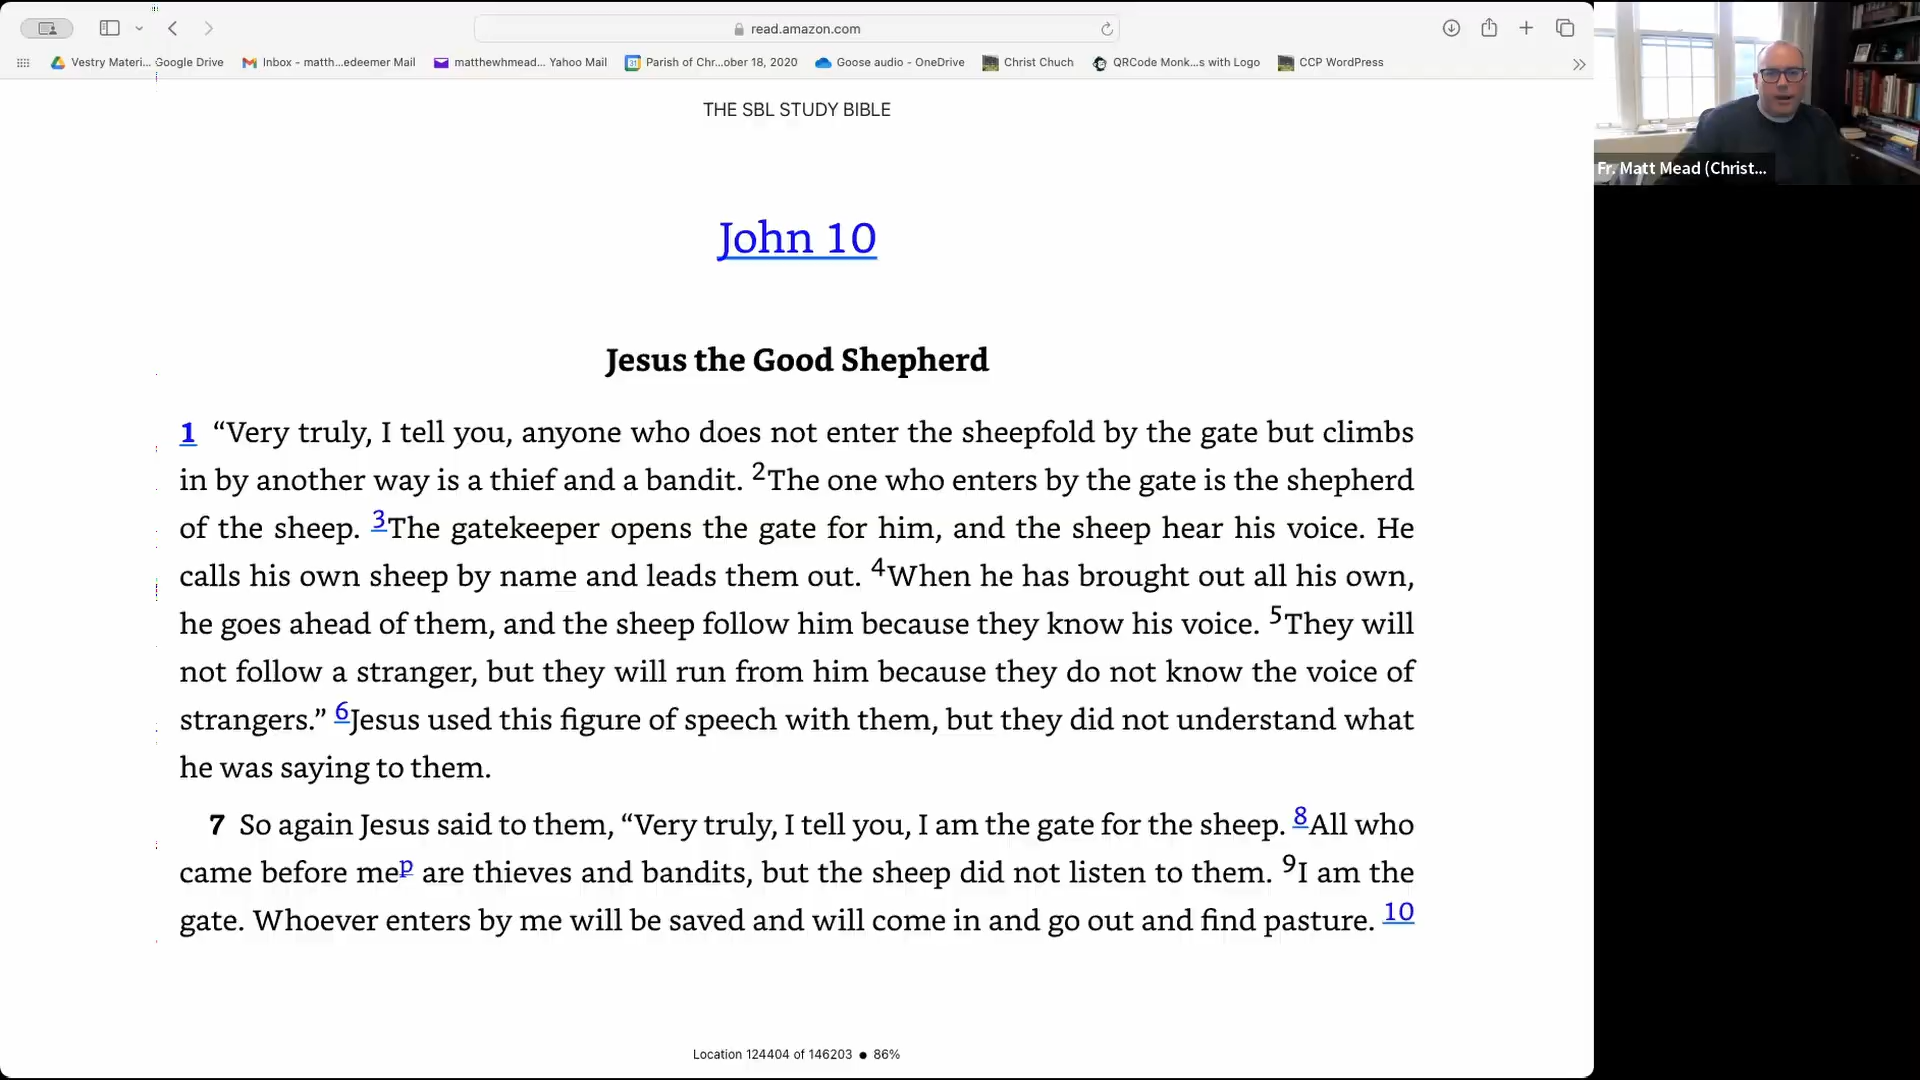 read.amazon.com
Vestry Materi... Google Drive
Inbox - matth...edeemer Mail
matthewhmead... Yahoo Mail
Parish of Chr...ober 18, 2020
Goose audio - OneDrive
Christ Chuch
QRCode Monk...s with Logo
CCP WordPress
Fr. Matt Mead (Christ...
THE SBL STUDY BIBLE
John 10
Jesus the Good Shepherd
1 “Very truly, I tell you, anyone who does not enter the sheepfold by the gate but climbs
in by another way is a thief and a bandit. 2The one who enters by the gate is the shepherd
of the sheep. 3The gatekeeper opens the gate for him, and the sheep hear his voice. He
calls his own sheep by name and leads them out. 4When he has brought out all his own,
he goes ahead of them, and the sheep follow him because they know his voice. 5They will
not follow a stranger, but they will run from him because they do not know the voice of
strangers.” 6Jesus used this figure of speech with them, but they did not understand what
he was saying to them.
7 So again Jesus said to them, “Very truly, I tell you, I am the gate for the sheep. 8All who
came before mep are thieves and bandits, but the sheep did not listen to them. 9I am the
gate. Whoever enters by me will be saved and will come in and go out and find pasture. 10
Location 124404 of 146203 ● 86%